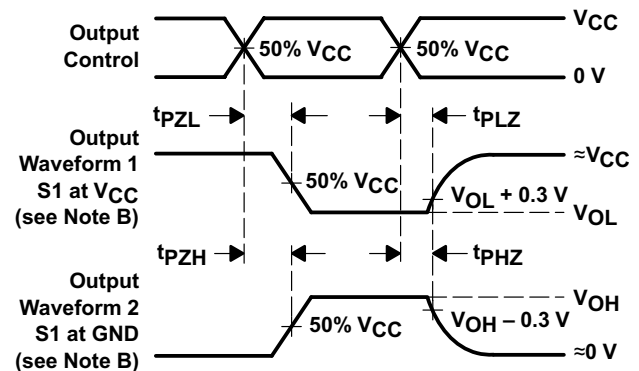 Output
Control
50% VCC
50% VCC
VCC
0 V
tPZL
tPLZ
Output
Waveform 1
S1 at VCC
(see Note B)
50% VCC
≈VCC
VOL + 0.3 V
VOL
tPZH
tPHZ
Output
Waveform 2
S1 at GND
(see Note B)
50% VCC
VOH
VOH – 0.3 V
≈0 V